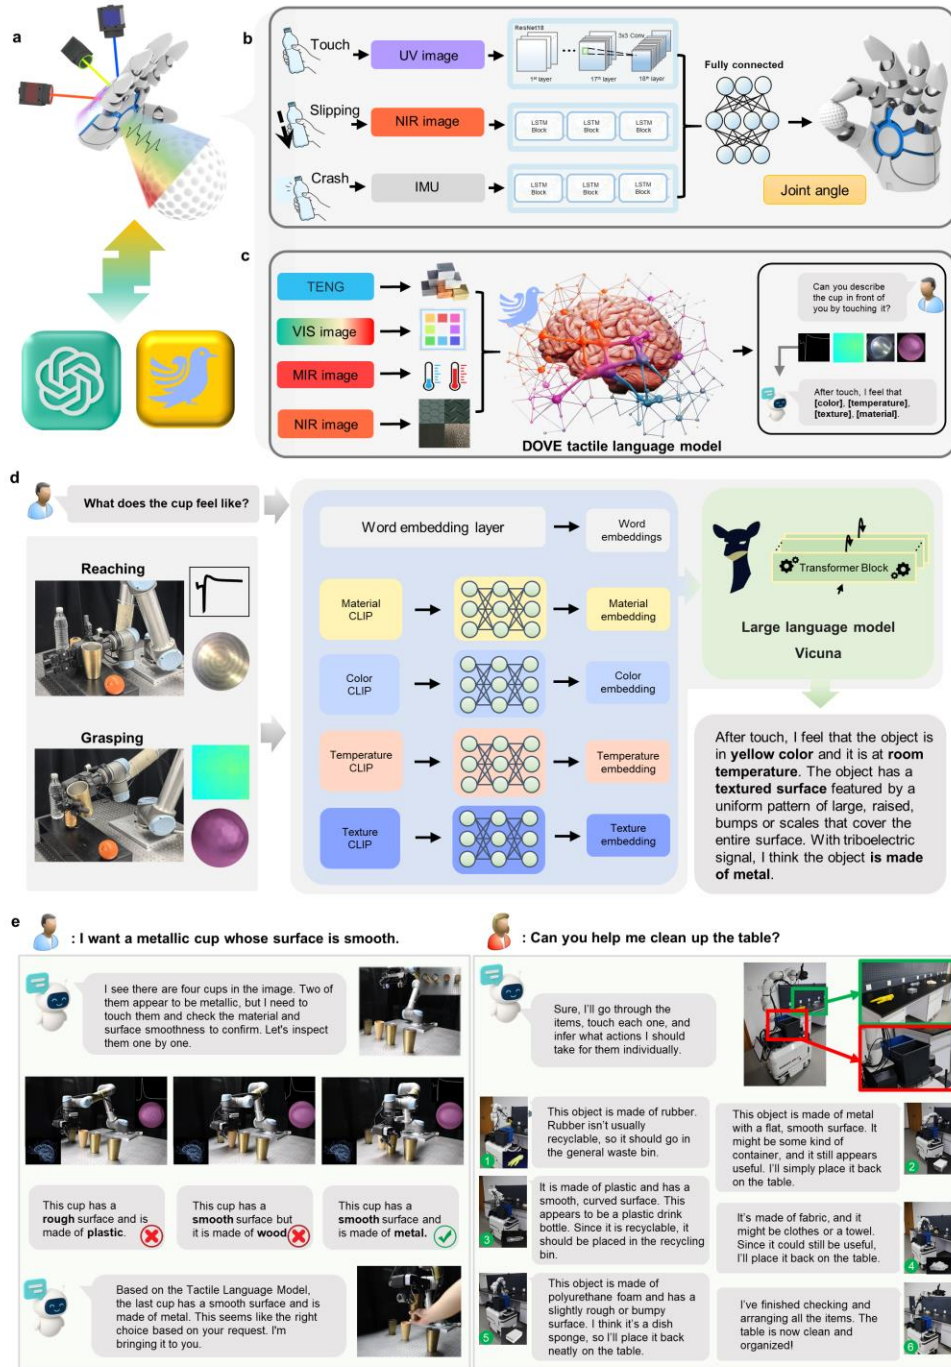 a
b
Touch
UV image
ResNet18
3x3 Conv
1st layer
17th layer
18th layer
Slipping
NIR image
LSTM Block
LSTM Block
LSTM Block
Crash
IMU
LSTM Block
LSTM Block
LSTM Block
Fully connected
Joint angle
c
TENG
VIS image
MIR image
NIR image
DOVE tactile language model
Can you describe
the cup in front of
you by touching it?
After touch, I feel that
[color], [temperature],
[texture], [material].
d
What does the cup feel like?
Reaching
Grasping
Word embedding layer
Word
embeddings
Material
CLIP
Material
embedding
Color
CLIP
Color
embedding
Temperature
CLIP
Temperature
embedding
Texture
CLIP
Texture
embedding
Transformer Block
Large language model
Vicuna
After touch, I feel that the object is
in yellow color and it is at room
temperature. The object has a
textured surface featured by a
uniform pattern of large, raised,
bumps or scales that cover the
entire surface. With triboelectric
signal, I think the object is made
of metal.
e
: I want a metallic cup whose surface is smooth.
I see there are four cups in the image. Two
of them appear to be metallic, but I need to
touch them and check the material and
surface smoothness to confirm. Let's inspect
them one by one.
This cup has a
rough surface and is
made of plastic.
This cup has a
smooth surface but
it is made of wood.
This cup has a
smooth surface and
is made of metal.
Based on the Tactile Language Model,
the last cup has a smooth surface and is
made of metal. This seems like the right
choice based on your request. I'm
bringing it to you.
: Can you help me clean up the table?
Sure, I'll go through the
items, touch each one, and
infer what actions I should
take for them individually.
1
This object is made of rubber.
Rubber isn't usually
recyclable, so it should go in
the general waste bin.
This object is made of metal
with a flat, smooth surface. It
might be some kind of
container, and it still appears
useful. I'll simply place it back
on the table.
2
3
It is made of plastic and has a
smooth, curved surface. This
appears to be a plastic drink
bottle. Since it is recyclable, it
should be placed in the recycling
bin.
It's made of fabric, and it
might be clothes or a towel.
Since it could still be useful,
I'll place it back on the table.
4
5
This object is made of
polyurethane foam and has a
slightly rough or bumpy
surface. I think it's a dish
sponge, so I'll place it back
neatly on the table.
I've finished checking and
arranging all the items. The
table is now clean and
organized!
6